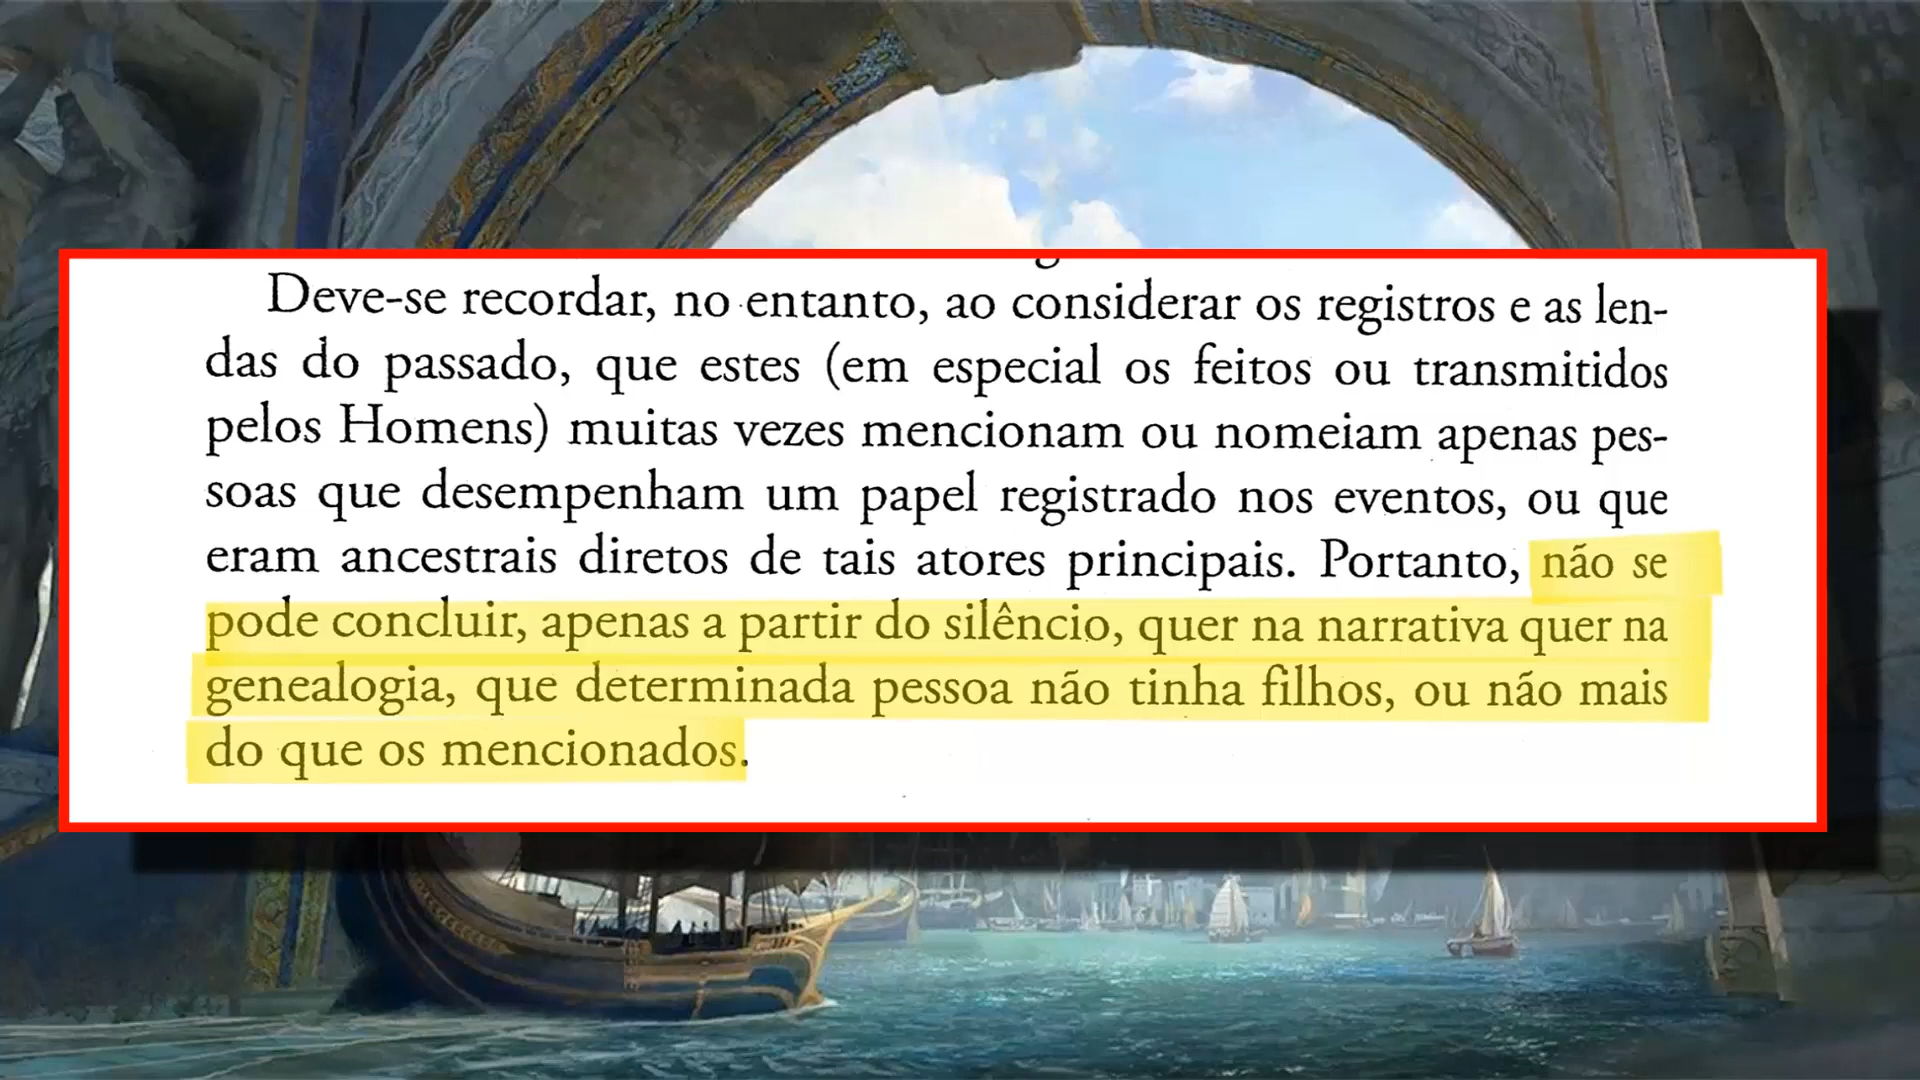 Deve-se recordar, no entanto, ao considerar os registros e as len-
das do passado, que estes (em especial os feitos ou transmitidos
pelos Homens) muitas vezes mencionam ou nomeiam apenas pes-
soas que desempenham um papel registrado nos eventos, ou que
eram ancestrais diretos de tais atores principais. Portanto, não se
pode concluir, apenas a partir do silêncio, quer na narrativa quer na
genealogia, que determinada pessoa não tinha filhos, ou não mais
do que os mencionados.